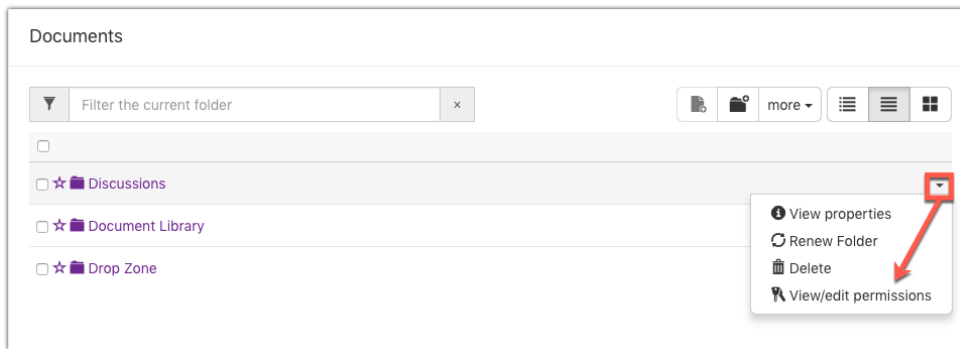 Documents
Filter the current folder
×
more
Discussions
Document Library
Drop Zone
View properties
Renew Folder
Delete
View/edit permissions